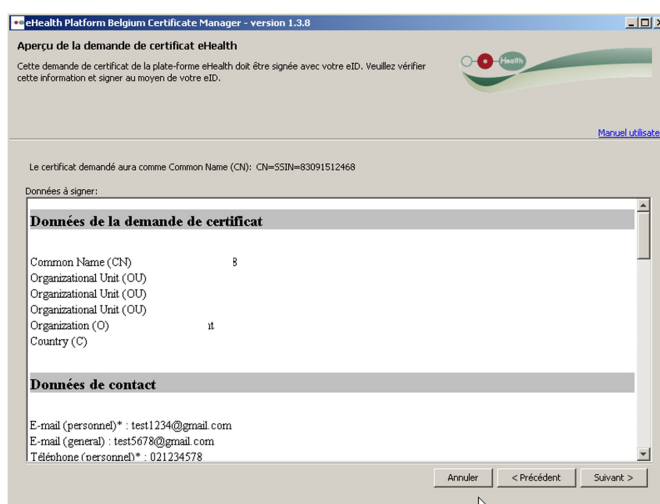 eHealth Platform Belgium Certificate Manager - version 1.3.8
Aperçu de la demande de certificat eHealth
Cette demande de certificat de la plate-forme eHealth doit être signée avec votre eID. Veuillez vérifier
cette information et signer au moyen de votre eID.
Health
Manuel utilisate
Le certificat demandé aura comme Common Name (CN): CN=SSIN=83091512468
Données à signer:
Données de la demande de certificat
Common Name (CN)
Organizational Unit (OU)
Organizational Unit (OU)
Organizational Unit (OU)
Organization (O)
Country (C)
Données de contact
E-mail (personnel)* : test1234@gmail.com
E-mail (general) : test5678@gmail.com
Téléphone (personnel)* : 021234578
Annuler
< Précédent
Suivant >